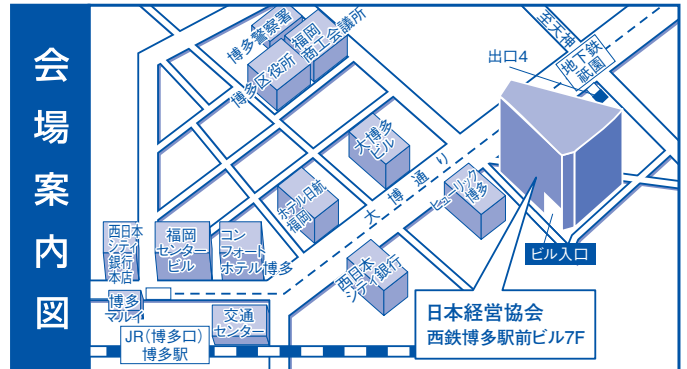 会場案内図
博多警察署
福岡
商工会議所
博多区役所
至天神
出口4
地下鉄
祇園
大博多
ビル
大博通り
ホテル日航
福岡
ヒューリック
博多
西日本
シティ
銀行
本店
福岡
センター
ビル
コン
フォート
ホテル博多
西日本
シティ銀行
ビル入口
博多
マルイ
交通
センター
JR(博多口)
博多駅
日本経営協会
西鉄博多駅前ビル7F